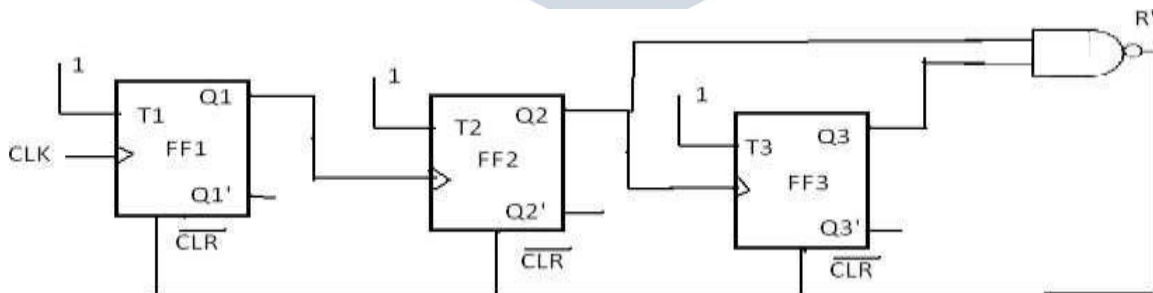 R'
1
1
1
Q1
T1
FF1
CLK
Q1'
CLR
Q2
T2
FF2
Q2'
CLR
Q3
T3
FF3
Q3'
CLR